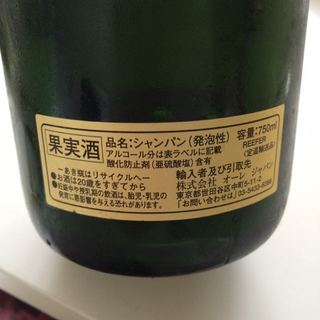 果実酒
品名:シャンパン(発泡性) 容量:750ml
アルコール分は表ラベルに記載 REEFER
酸化防止剤(亜硫酸塩)含有 (定温輸送品)
―あき瓶はリサイクルへ―
●お酒は20歳をすぎてから
●妊娠中や授乳期の飲酒は、胎児・乳児の
発育に悪影響を与える恐れがあります。
輸入者及び引取先
株式会社 オーレ ジャパン
東京都世田谷区中町5-11-2
「お問い合わせ」